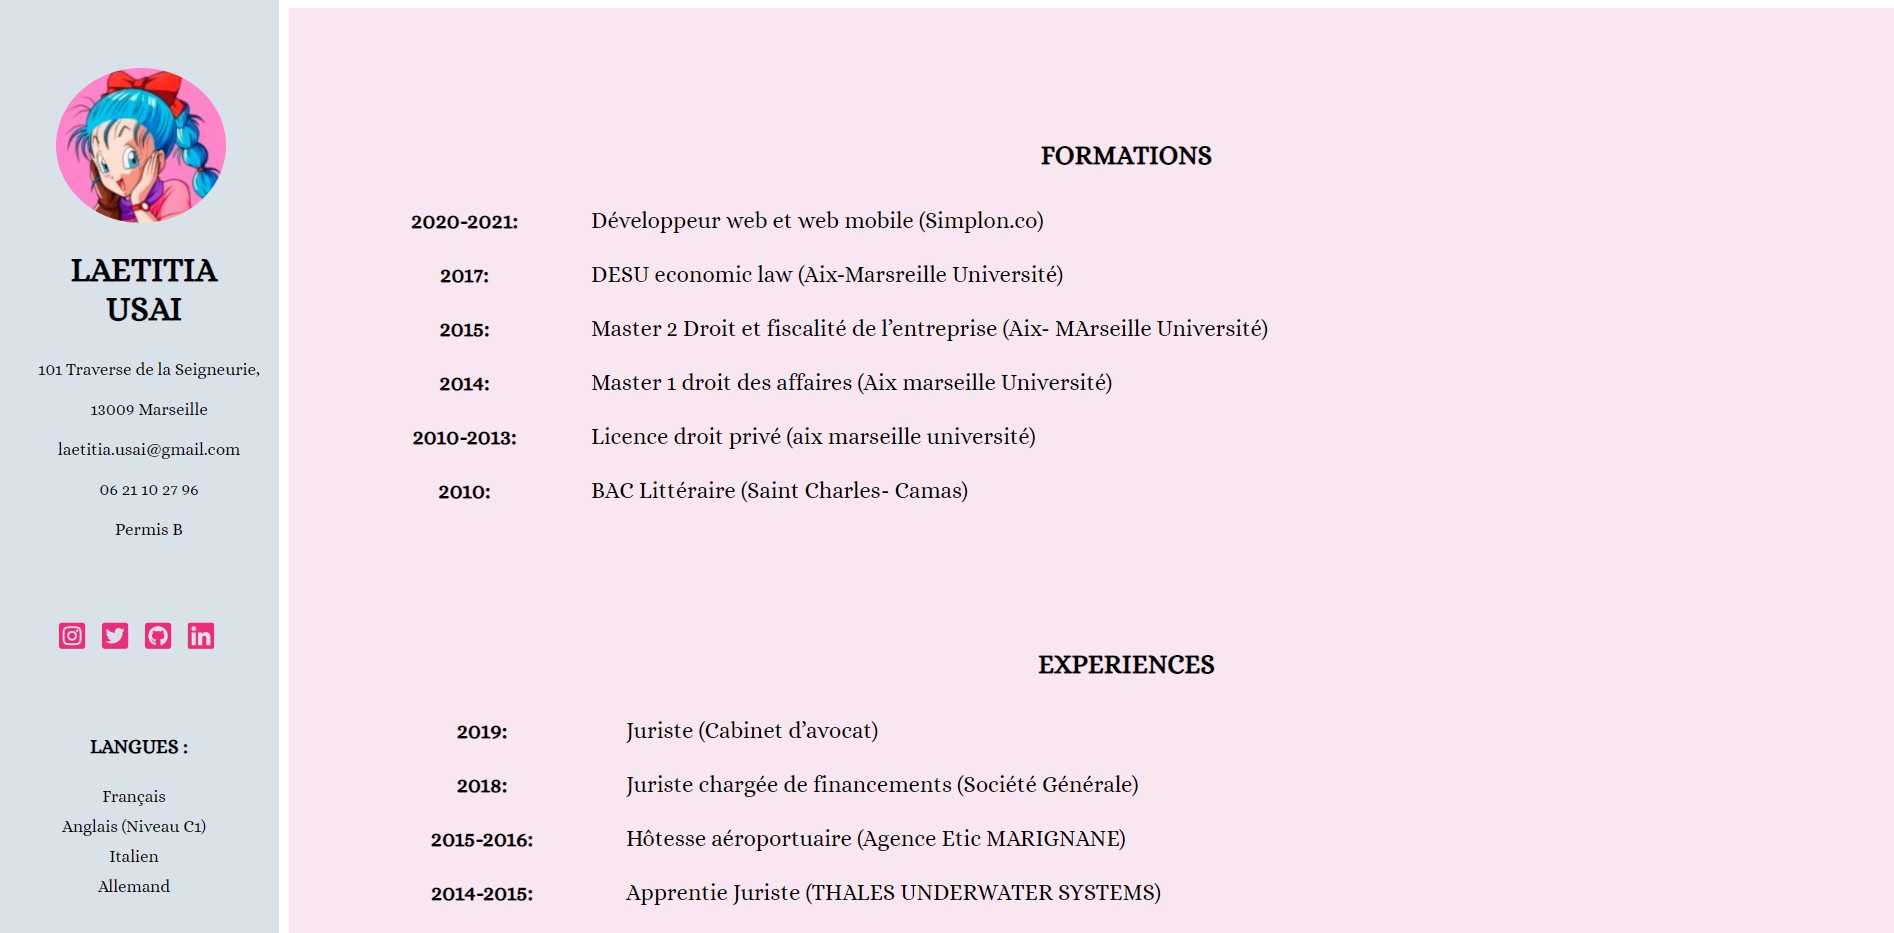 LAETITIA
USAI
101 Traverse de la Seigneurie,
13009 Marseille
laetitia.usai@gmail.com
06 21 10 27 96
Permis B
LANGUES :
Français
Anglais (Niveau C1)
Italien
Allemand
FORMATIONS
2020-2021: Développeur web et web mobile (Simplon.co)
2017: DESU economic law (Aix-Marsreille Université)
2015: Master 2 Droit et fiscalité de l’entreprise (Aix- MArseille Université)
2014: Master 1 droit des affaires (Aix marseille Université)
2010-2013: Licence droit privé (aix marseille université)
2010: BAC Littéraire (Saint Charles- Camas)
EXPERIENCES
2019: Juriste (Cabinet d’avocat)
2018: Juriste chargée de financements (Société Générale)
2015-2016: Hôtesse aéroportuaire (Agence Etic MARIGNANE)
2014-2015: Apprentie Juriste (THALES UNDERWATER SYSTEMS)